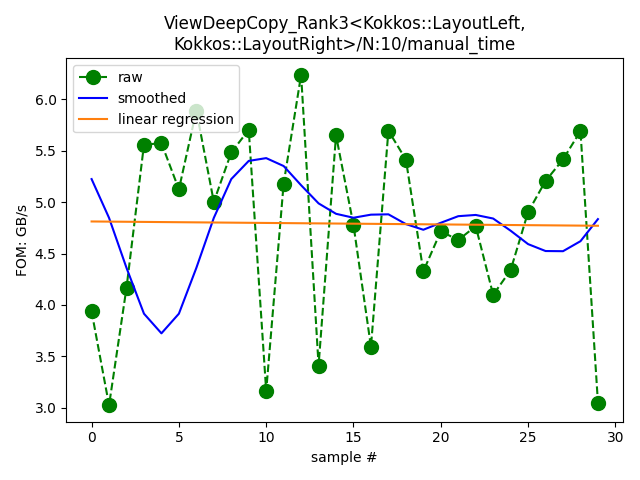 ViewDeepCopy_Rank3<Kokkos::LayoutLeft,
Kokkos::LayoutRight>/N:10/manual_time
raw
smoothed
linear regression
FOM: GB/s
6.0
5.5
5.0
4.5
4.0
3.5
3.0
0 5 10 15 20 25 30
sample #